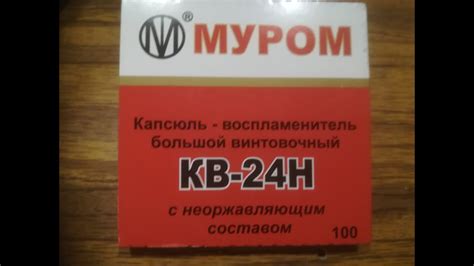 ® МУРОМ
Капсюль - воспламенитель
большой винтовочный
КВ-24Н
с неоржавляющим
составом
100